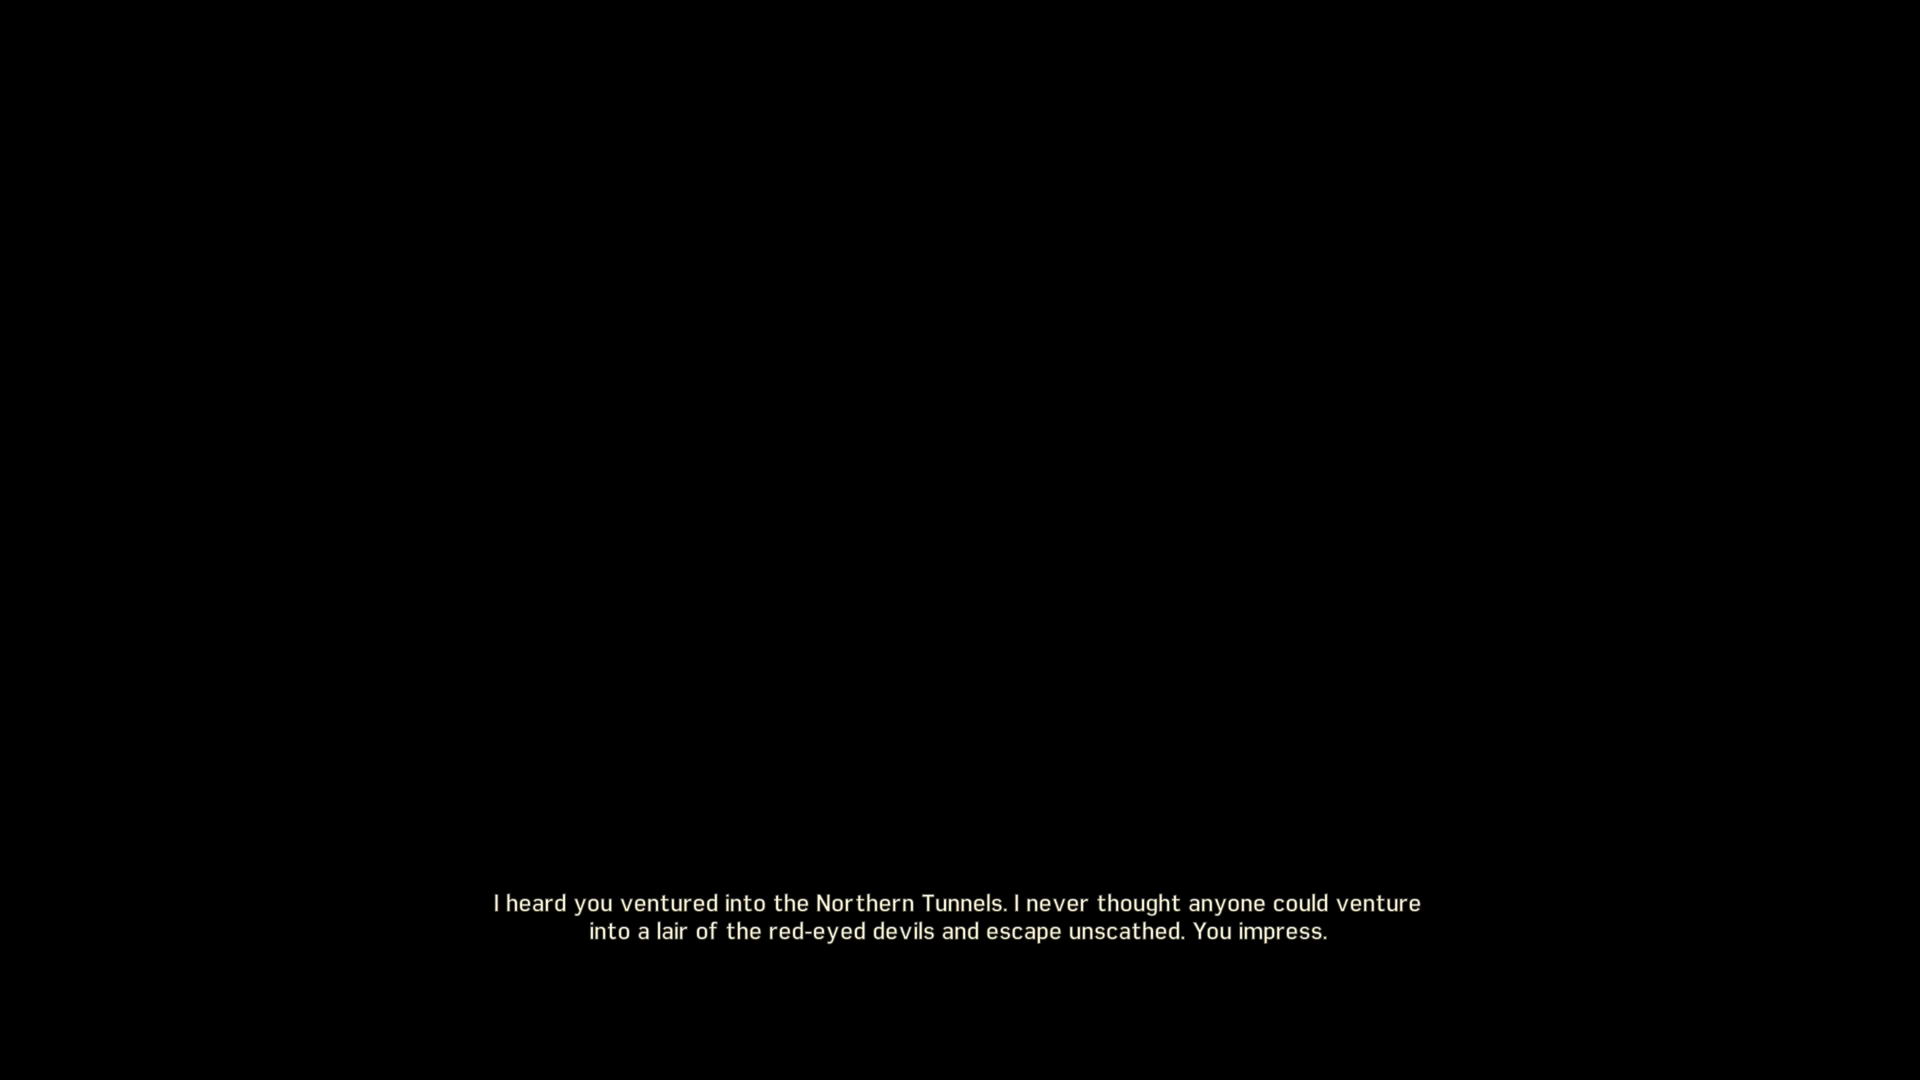 I heard you ventured into the Northern Tunnels. I never thought anyone could venture
into a lair of the red-eyed devils and escape unscathed. You impress.